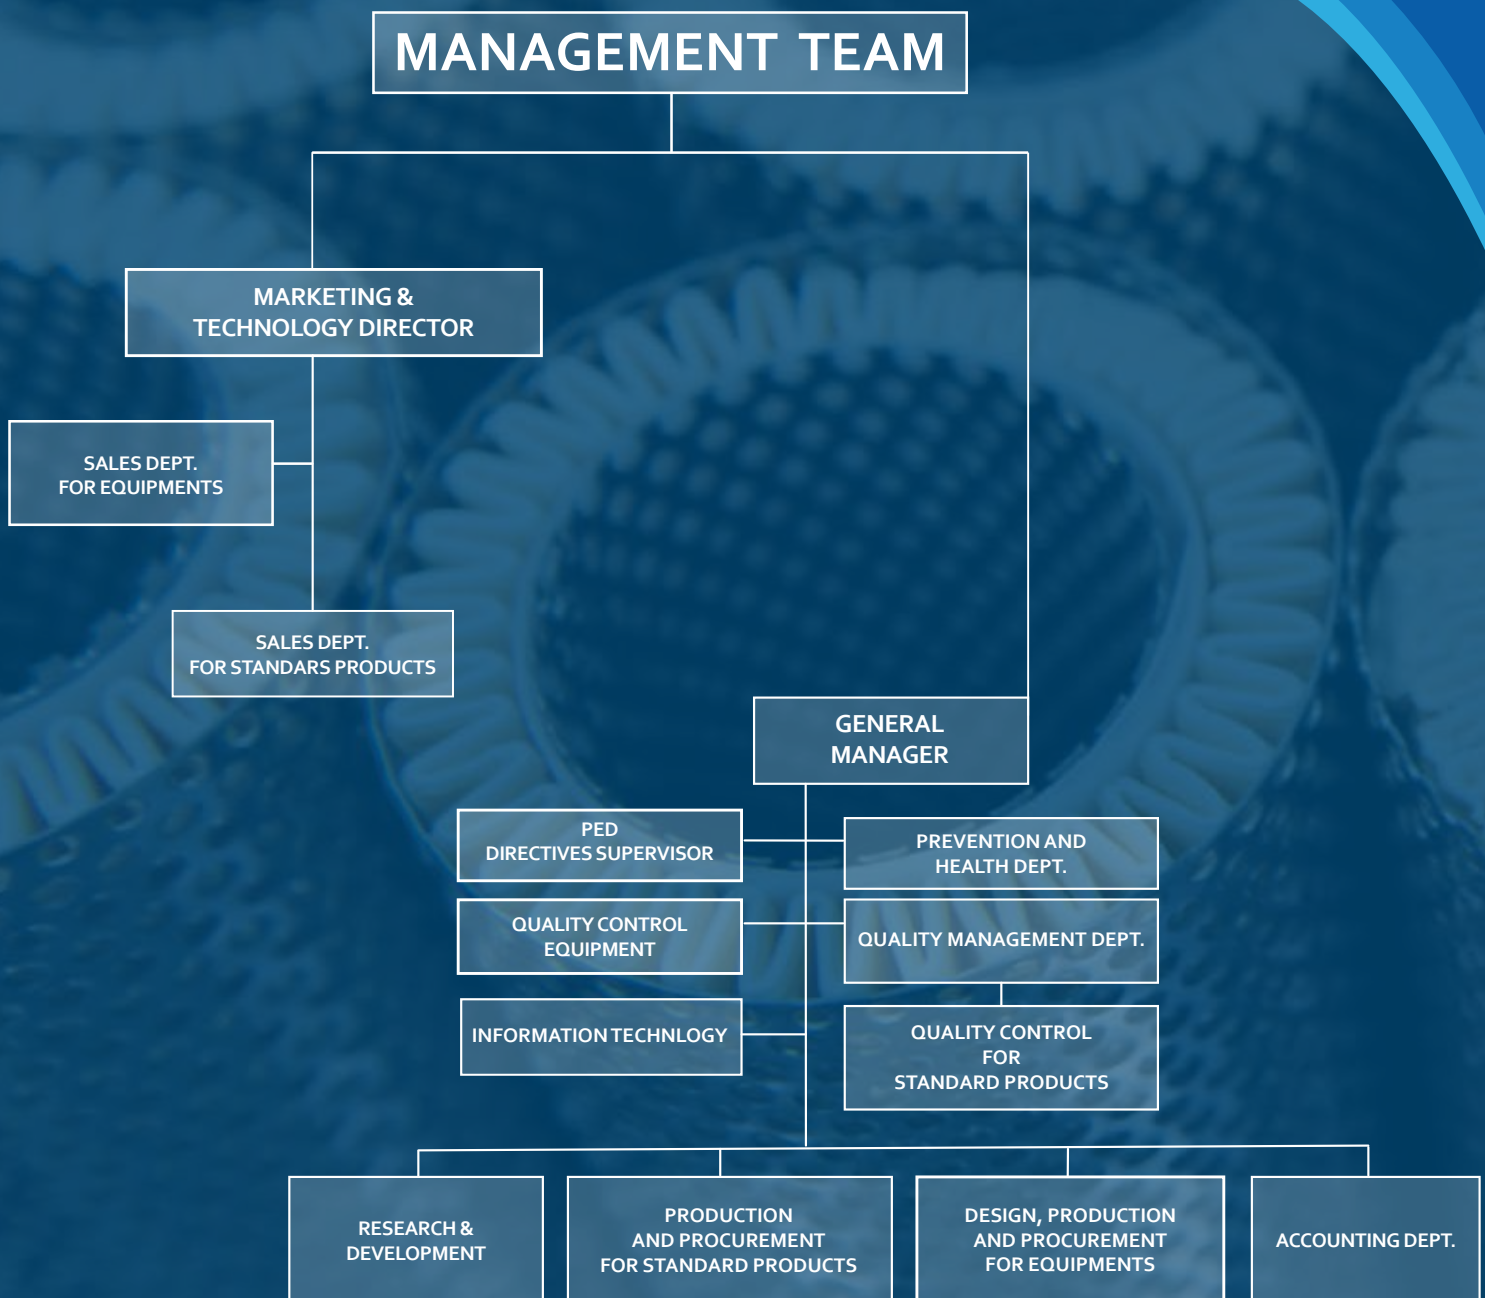 MANAGEMENT TEAM
MARKETING &
TECHNOLOGY DIRECTOR
SALES DEPT.
FOR EQUIPMENTS
SALES DEPT.
FOR STANDARS PRODUCTS
GENERAL
MANAGER
PED
DIRECTIVES SUPERVISOR
PREVENTION AND
HEALTH DEPT.
QUALITY CONTROL
EQUIPMENT
QUALITY MANAGEMENT DEPT.
INFORMATION TECHNLOGY
QUALITY CONTROL
FOR
STANDARD PRODUCTS
RESEARCH &
DEVELOPMENT
PRODUCTION
AND PROCUREMENT
FOR STANDARD PRODUCTS
DESIGN, PRODUCTION
AND PROCUREMENT
FOR EQUIPMENTS
ACCOUNTING DEPT.